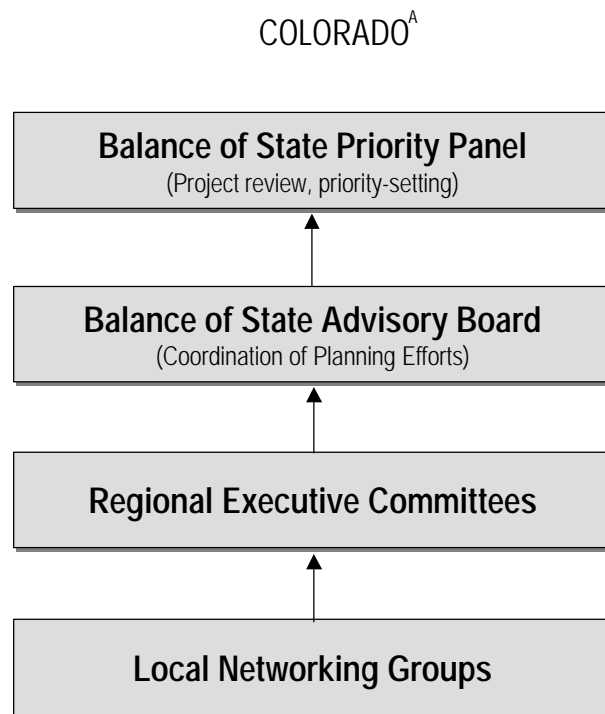 COLORADO^A
Balance of State Priority Panel
(Project review, priority-setting)
Balance of State Advisory Board
(Coordination of Planning Efforts)
Regional Executive Committees
Local Networking Groups